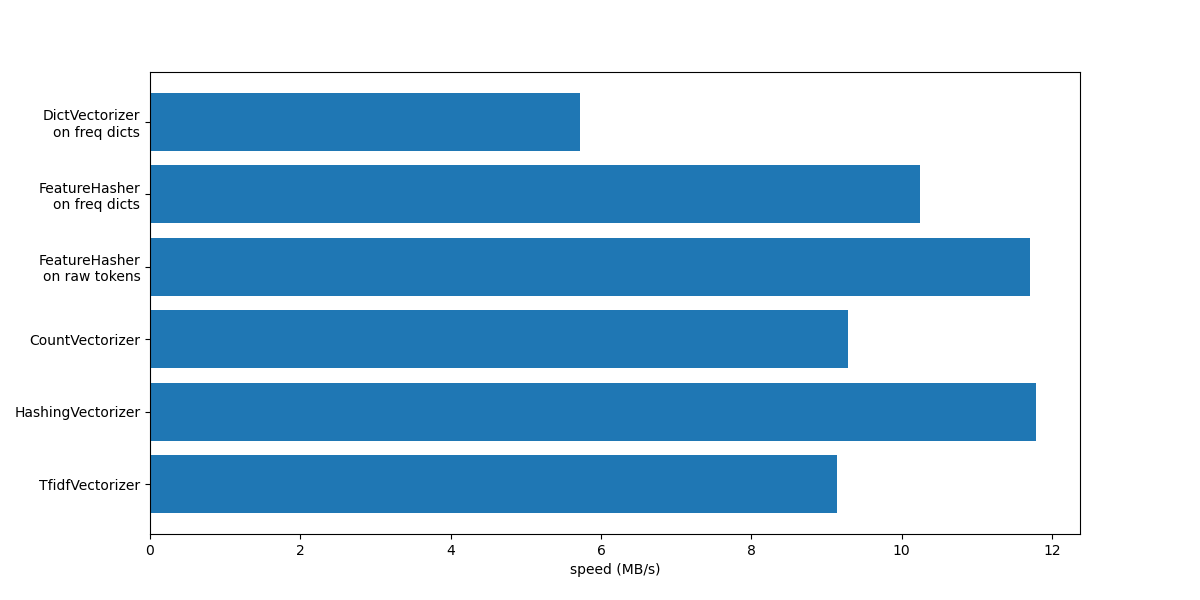 DictVectorizer
on freq dicts
FeatureHasher
on freq dicts
FeatureHasher
on raw tokens
CountVectorizer
HashingVectorizer
TfidfVectorizer
0 2 4 6 8 10 12
speed (MB/s)